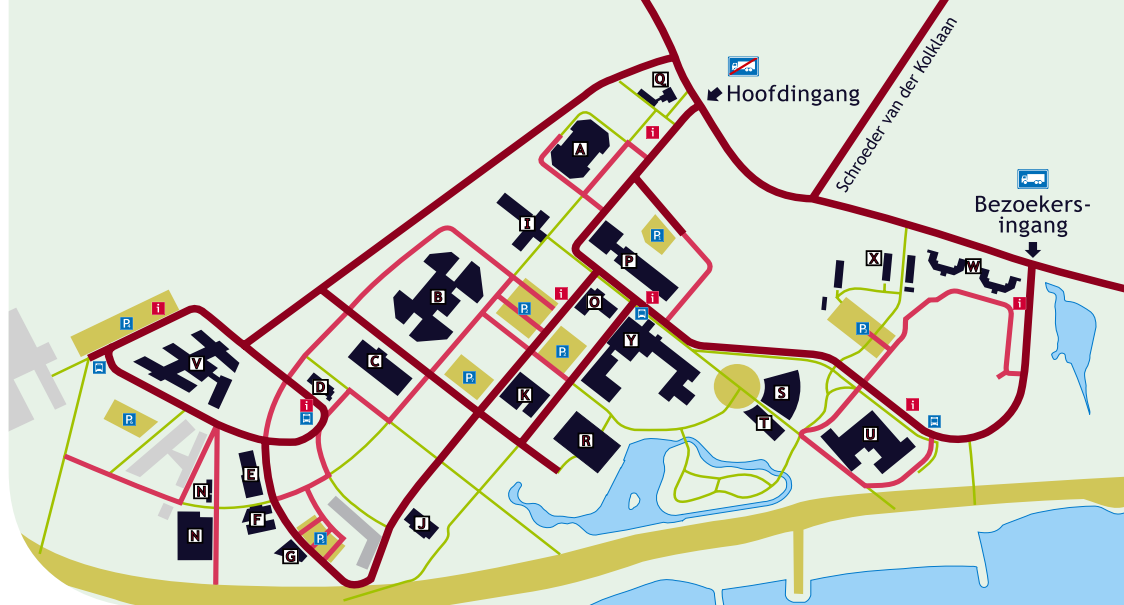 Q
Hoofdingang
Schroeder van der Kolklaan
i
A
Bezoekers-
ingang
I
P
P
X
W
B
i
i
O
i
i
P
P
P
Y
V
P
C
P
K
S
D
i
T
i
P
R
U
E
N
F
J
N
P
G